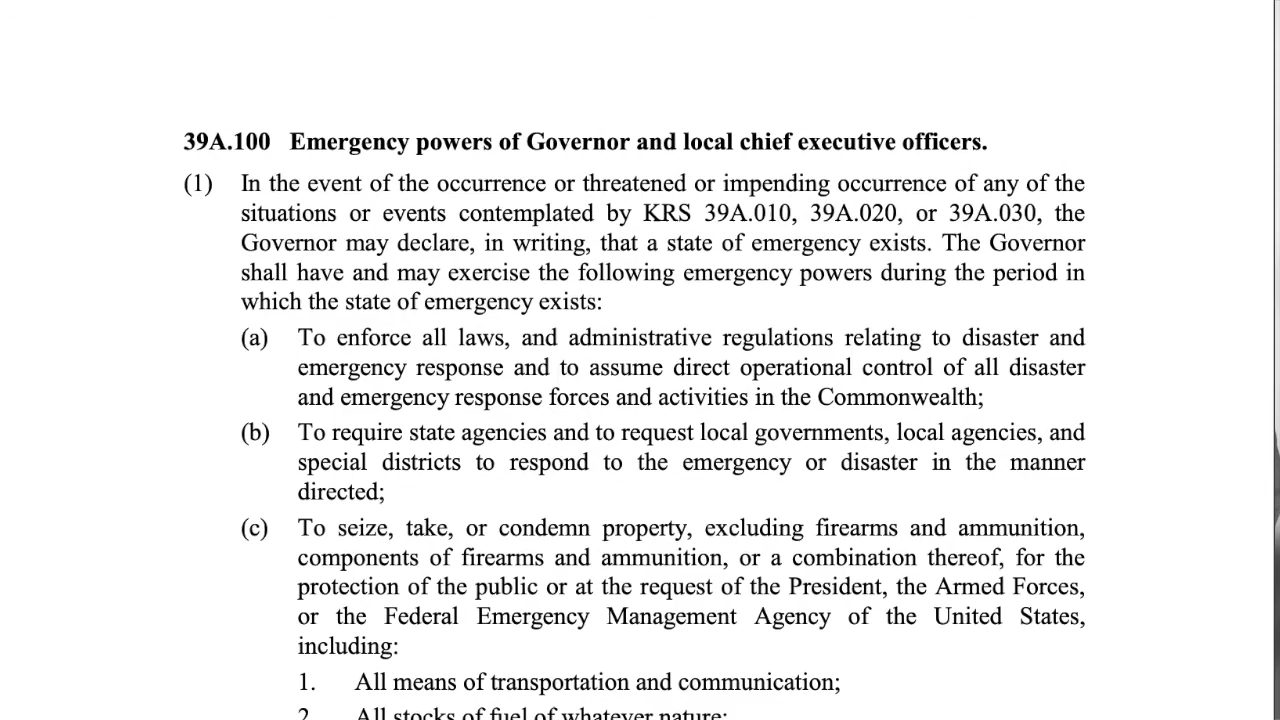 39A.100 Emergency powers of Governor and local chief executive officers.
(1) In the event of the occurrence or threatened or impending occurrence of any of the
situations or events contemplated by KRS 39A.010, 39A.020, or 39A.030, the
Governor may declare, in writing, that a state of emergency exists. The Governor
shall have and may exercise the following emergency powers during the period in
which the state of emergency exists:
(a) To enforce all laws, and administrative regulations relating to disaster and
emergency response and to assume direct operational control of all disaster
and emergency response forces and activities in the Commonwealth;
(b) To require state agencies and to request local governments, local agencies, and
special districts to respond to the emergency or disaster in the manner
directed;
(c) To seize, take, or condemn property, excluding firearms and ammunition,
components of firearms and ammunition, or a combination thereof, for the
protection of the public or at the request of the President, the Armed Forces,
or the Federal Emergency Management Agency of the United States,
including:
1. All means of transportation and communication;
2. All stocks of fuel of whatever nature;